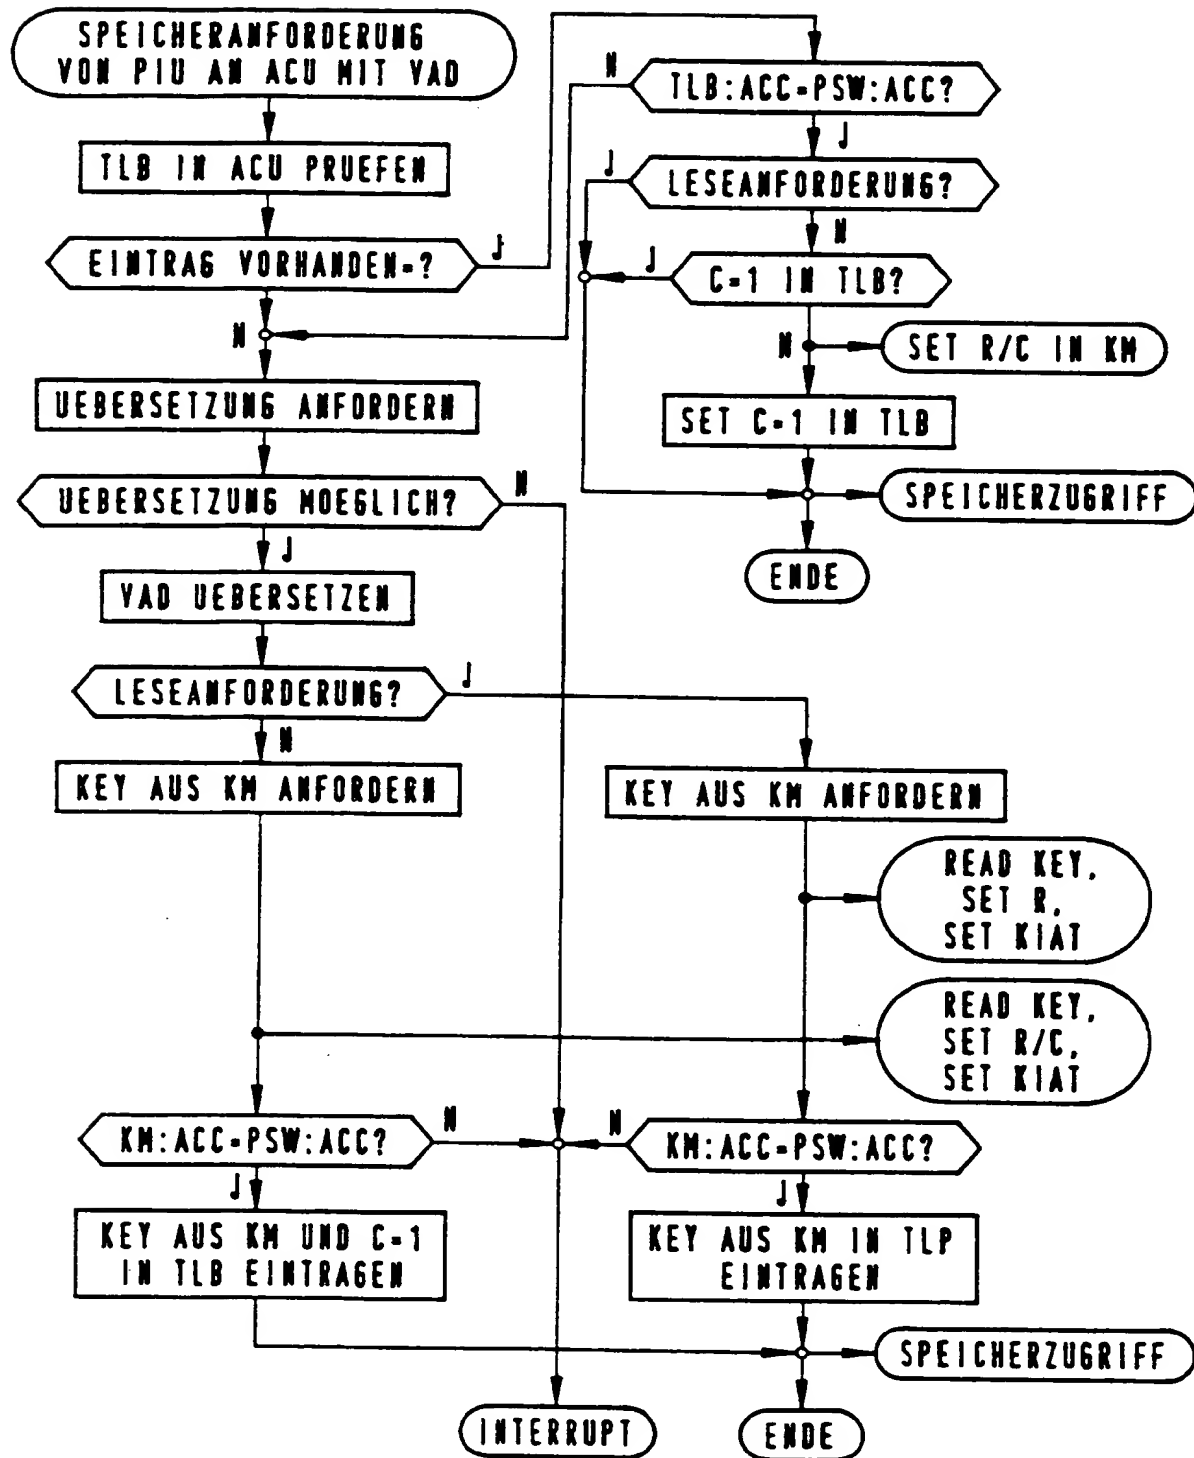 SPEICHERANFORDERUNG
VON PIU AN ACU MIT VAD
TLB IN ACU PRUEFEN
EINTRAG VORHANDEN=?
J
N
UEBERSETZUNG ANFORDERN
UEBERSETZUNG MOEGLICH?
N
J
VAD UEBERSETZEN
LESEANFORDERUNG?
J
N
KEY AUS KM ANFORDERN
KM:ACC=PSW:ACC?
N
J
KEY AUS KM UND C=1
IN TLB EINTRAGEN
INTERRUPT
TLB:ACC=PSW:ACC?
N
J
LESEANFORDERUNG?
J
N
C=1 IN TLB?
J
N
SET R/C IN KM
SET C=1 IN TLB
SPEICHERZUGRIFF
ENDE
KEY AUS KM ANFORDERN
READ KEY,
SET R,
SET KIAT
READ KEY,
SET R/C,
SET KIAT
KM:ACC=PSW:ACC?
N
J
KEY AUS KM IN TLP
EINTRAGEN
SPEICHERZUGRIFF
ENDE